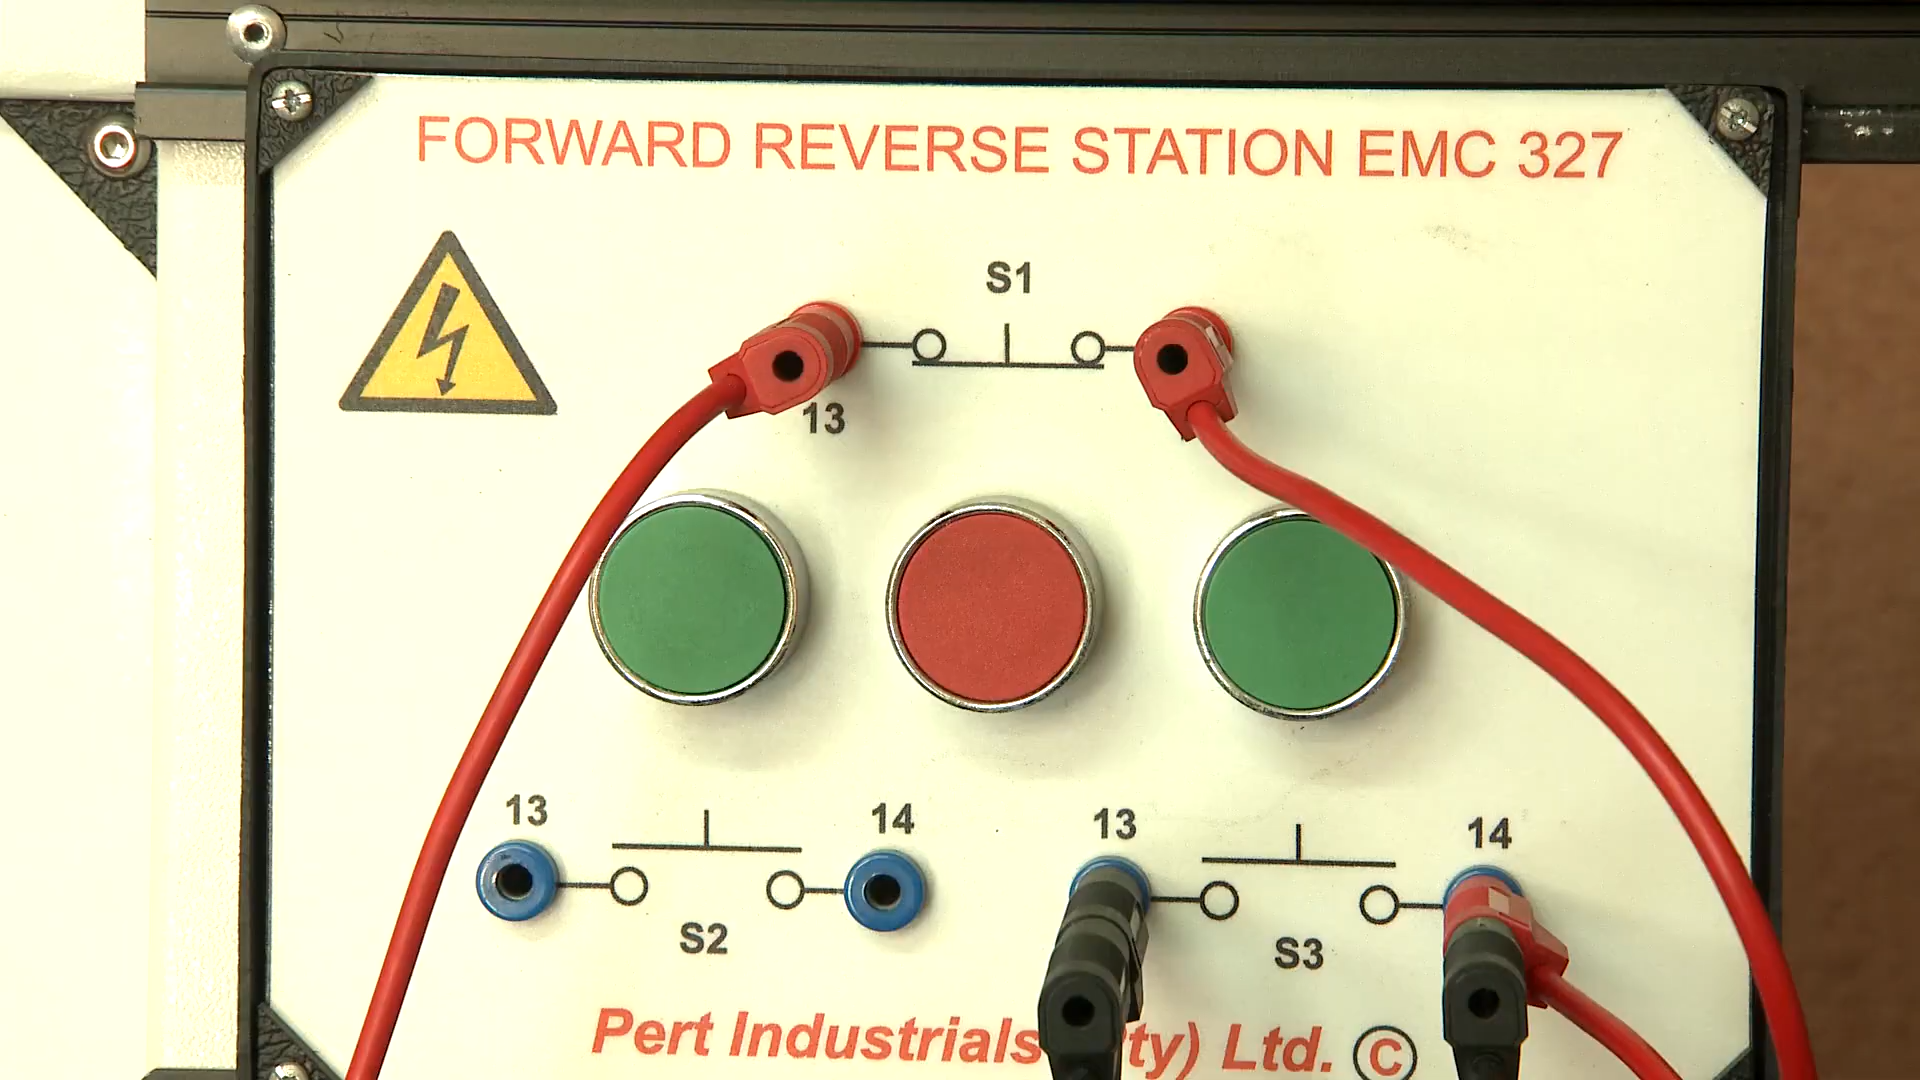 FORWARD REVERSE STATION EMC 327
S1
13
13 14 13 14
S2 S3
Pert Industrials ty) Ltd. ©